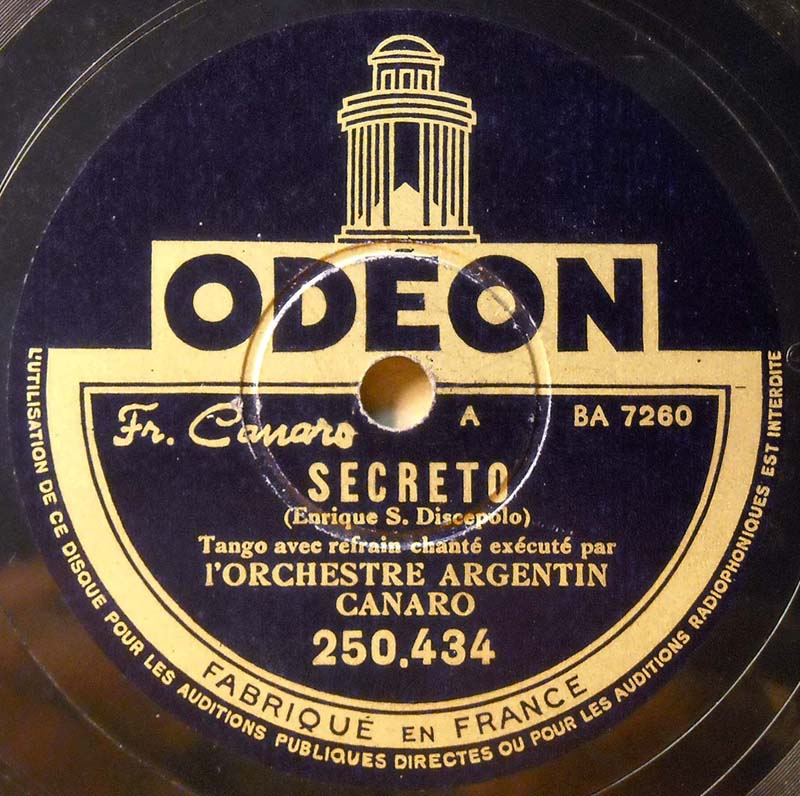 ODEON
Fr. Canaro
A
BA 7260
SECRETO
(Enrique S. Discepolo)
Tango avec refrain chanté exécuté par
l'ORCHESTRE ARGENTIN
CANARO
250.434
FABRIQUÉ EN FRANCE
L'UTILISATION DE CE DISQUE POUR LES AUDITIONS PUBLIQUES DIRECTES OU POUR LES AUDITIONS RADIOPHONIQUES EST INTERDITE